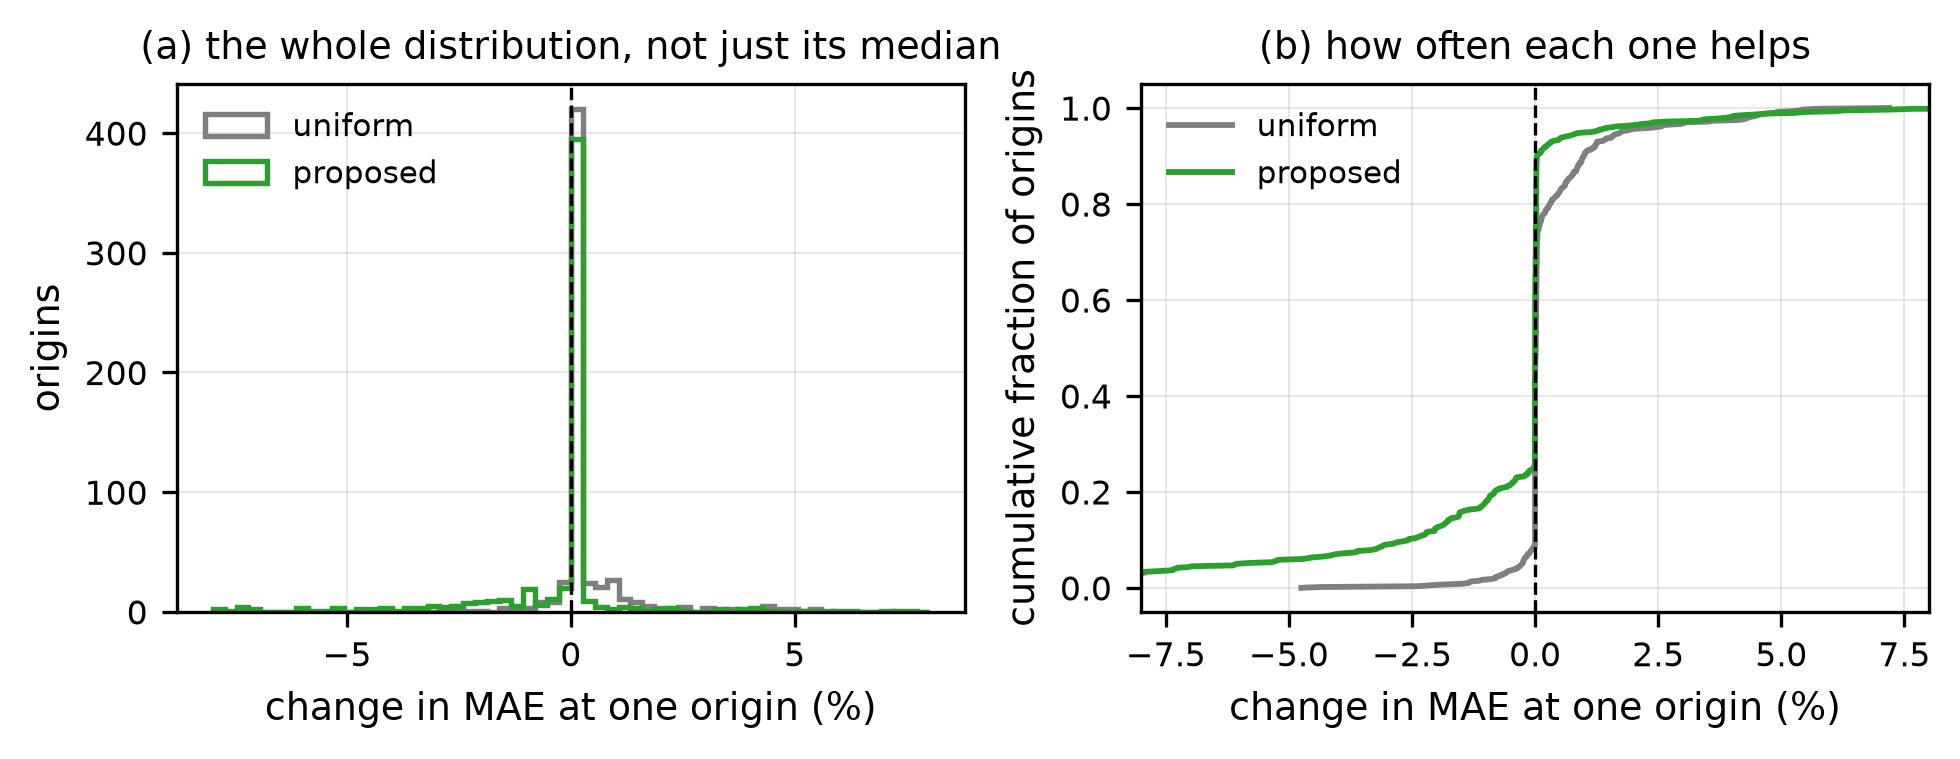 (a) the whole distribution, not just its median
uniform
proposed
400
300
200
100
0
origins
−5
0
5
change in MAE at one origin (%)
(b) how often each one helps
uniform
proposed
1.0
0.8
0.6
0.4
0.2
0.0
cumulative fraction of origins
−7.5
−5.0
−2.5
0.0
2.5
5.0
7.5
change in MAE at one origin (%)